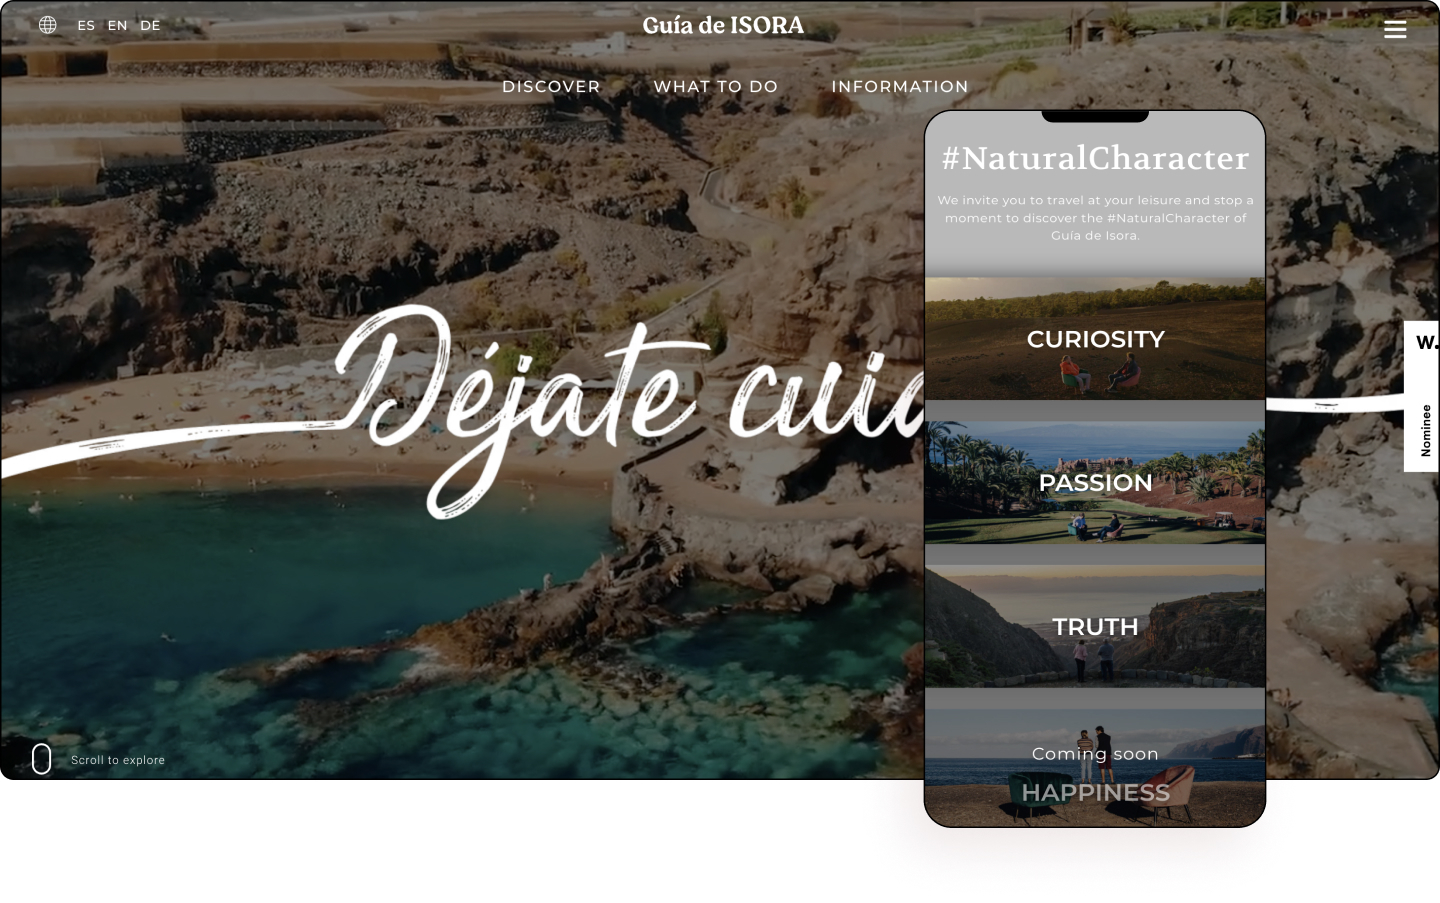 ES EN DE
Guía de ISORA
DISCOVER WHAT TO DO INFORMATION
#NaturalCharacter
We invite you to travel at your leisure and stop a
moment to discover the #NaturalCharacter of
Guía de Isora.
CURIOSITY
Déjate
PASSION
TRUTH
Coming soon
HAPPINESS
W.
Nominee
Scroll to explore